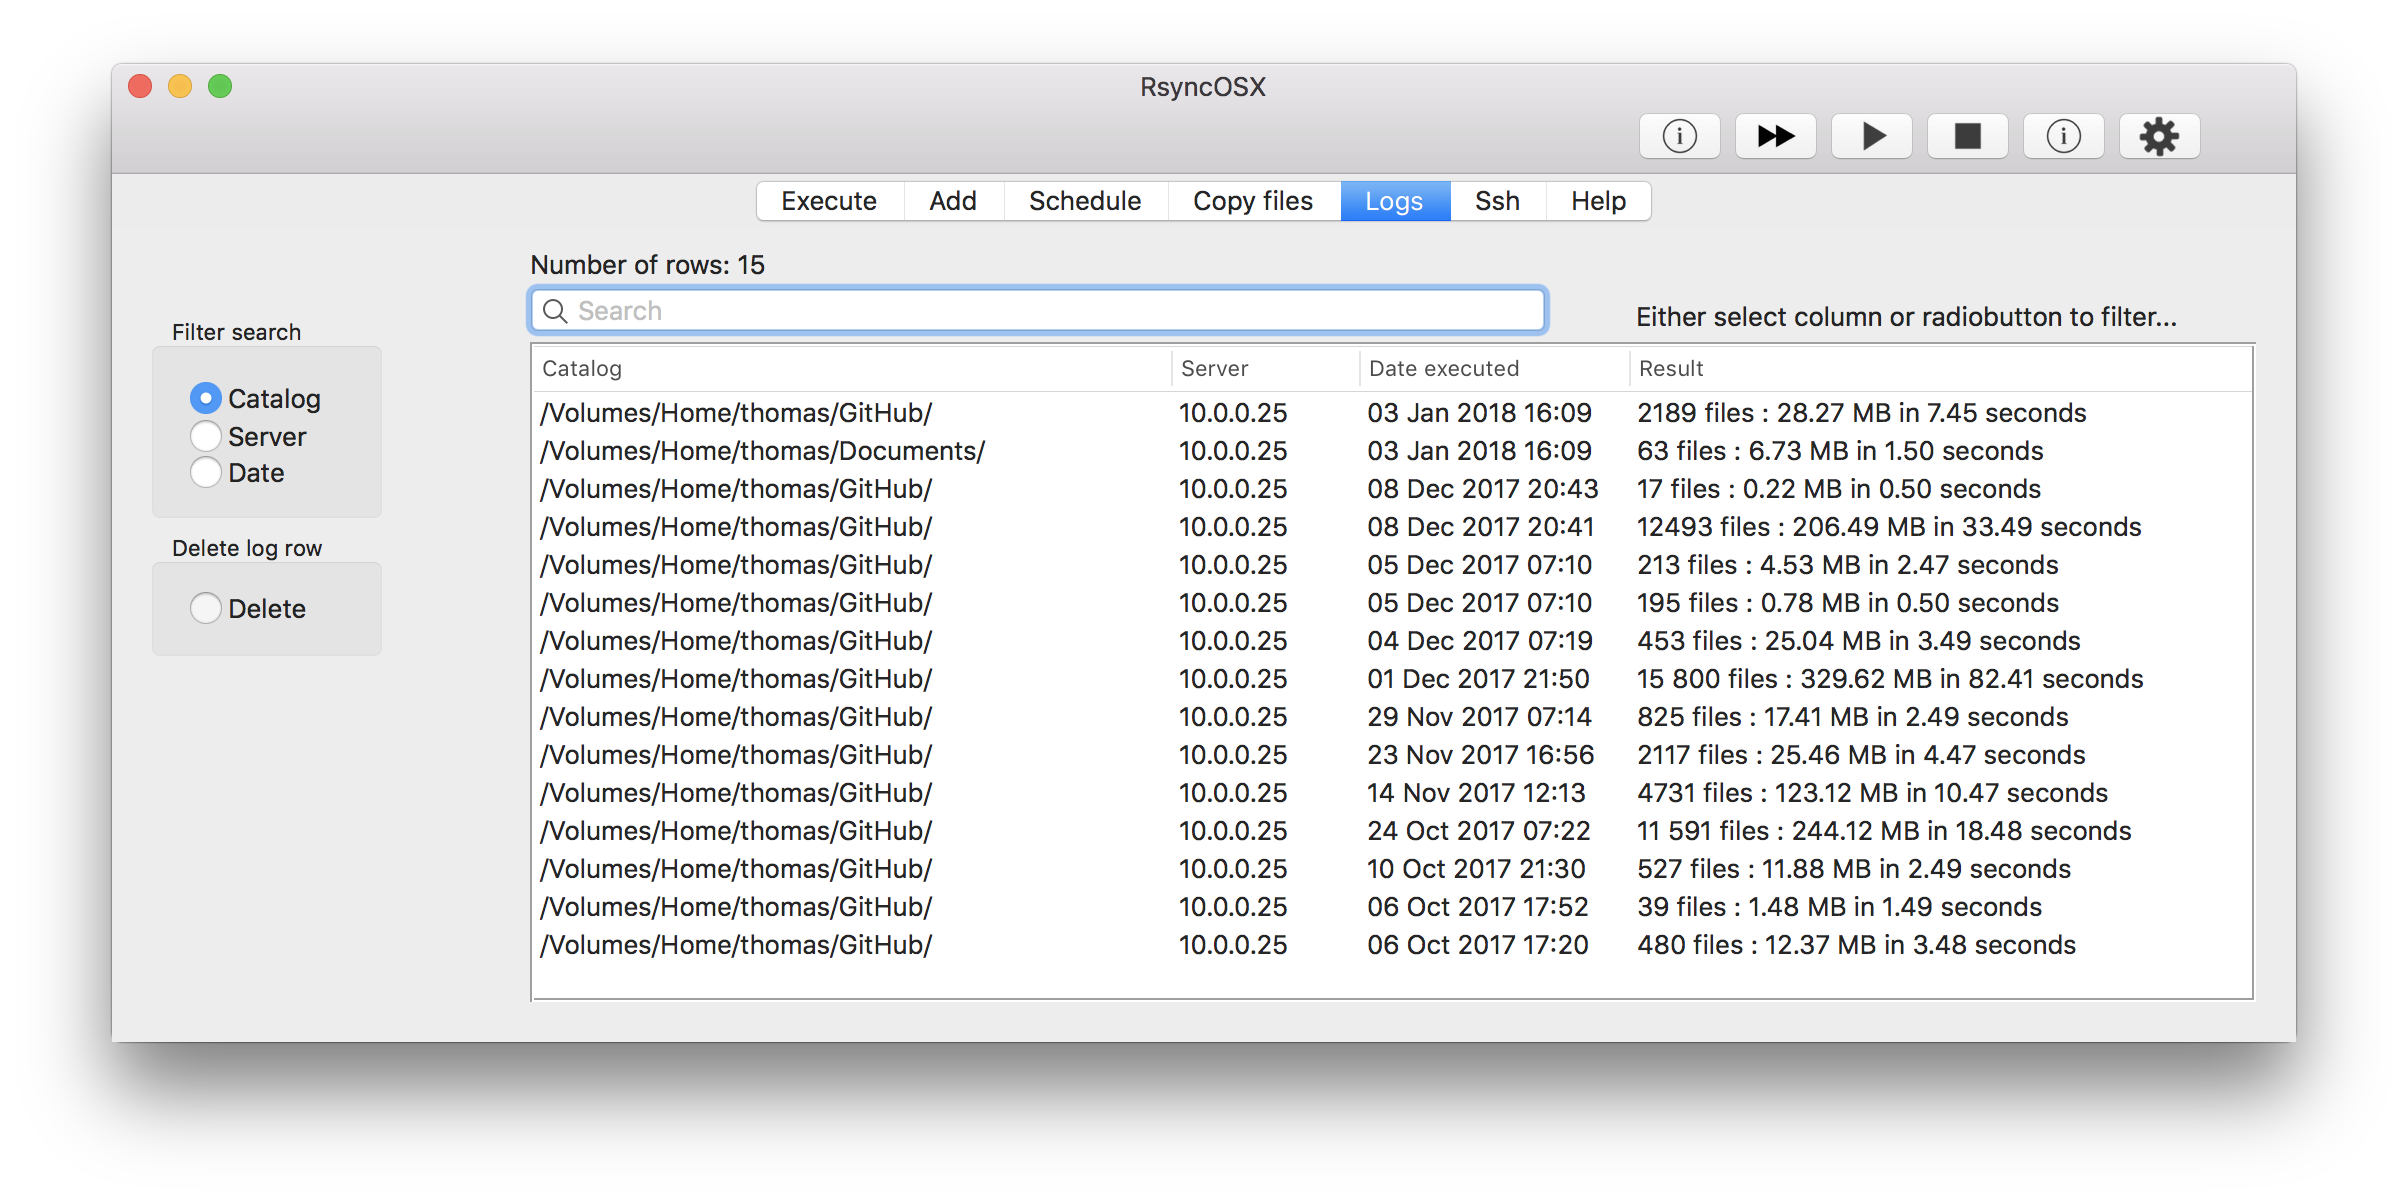 RsyncOSX
Execute Add Schedule Copy files Logs Ssh Help
Number of rows: 15
Search
Either select column or radiobutton to filter...
Filter search
Catalog
Server
Date
Delete log row
Delete
Catalog Server Date executed Result
/Volumes/Home/thomas/GitHub/ 10.0.0.25 03 Jan 2018 16:09 2189 files : 28.27 MB in 7.45 seconds
/Volumes/Home/thomas/Documents/ 10.0.0.25 03 Jan 2018 16:09 63 files : 6.73 MB in 1.50 seconds
/Volumes/Home/thomas/GitHub/ 10.0.0.25 08 Dec 2017 20:43 17 files : 0.22 MB in 0.50 seconds
/Volumes/Home/thomas/GitHub/ 10.0.0.25 08 Dec 2017 20:41 12493 files : 206.49 MB in 33.49 seconds
/Volumes/Home/thomas/GitHub/ 10.0.0.25 05 Dec 2017 07:10 213 files : 4.53 MB in 2.47 seconds
/Volumes/Home/thomas/GitHub/ 10.0.0.25 05 Dec 2017 07:10 195 files : 0.78 MB in 0.50 seconds
/Volumes/Home/thomas/GitHub/ 10.0.0.25 04 Dec 2017 07:19 453 files : 25.04 MB in 3.49 seconds
/Volumes/Home/thomas/GitHub/ 10.0.0.25 01 Dec 2017 21:50 15 800 files : 329.62 MB in 82.41 seconds
/Volumes/Home/thomas/GitHub/ 10.0.0.25 29 Nov 2017 07:14 825 files : 17.41 MB in 2.49 seconds
/Volumes/Home/thomas/GitHub/ 10.0.0.25 23 Nov 2017 16:56 2117 files : 25.46 MB in 4.47 seconds
/Volumes/Home/thomas/GitHub/ 10.0.0.25 14 Nov 2017 12:13 4731 files : 123.12 MB in 10.47 seconds
/Volumes/Home/thomas/GitHub/ 10.0.0.25 24 Oct 2017 07:22 11 591 files : 244.12 MB in 18.48 seconds
/Volumes/Home/thomas/GitHub/ 10.0.0.25 10 Oct 2017 21:30 527 files : 11.88 MB in 2.49 seconds
/Volumes/Home/thomas/GitHub/ 10.0.0.25 06 Oct 2017 17:52 39 files : 1.48 MB in 1.49 seconds
/Volumes/Home/thomas/GitHub/ 10.0.0.25 06 Oct 2017 17:20 480 files : 12.37 MB in 3.48 seconds